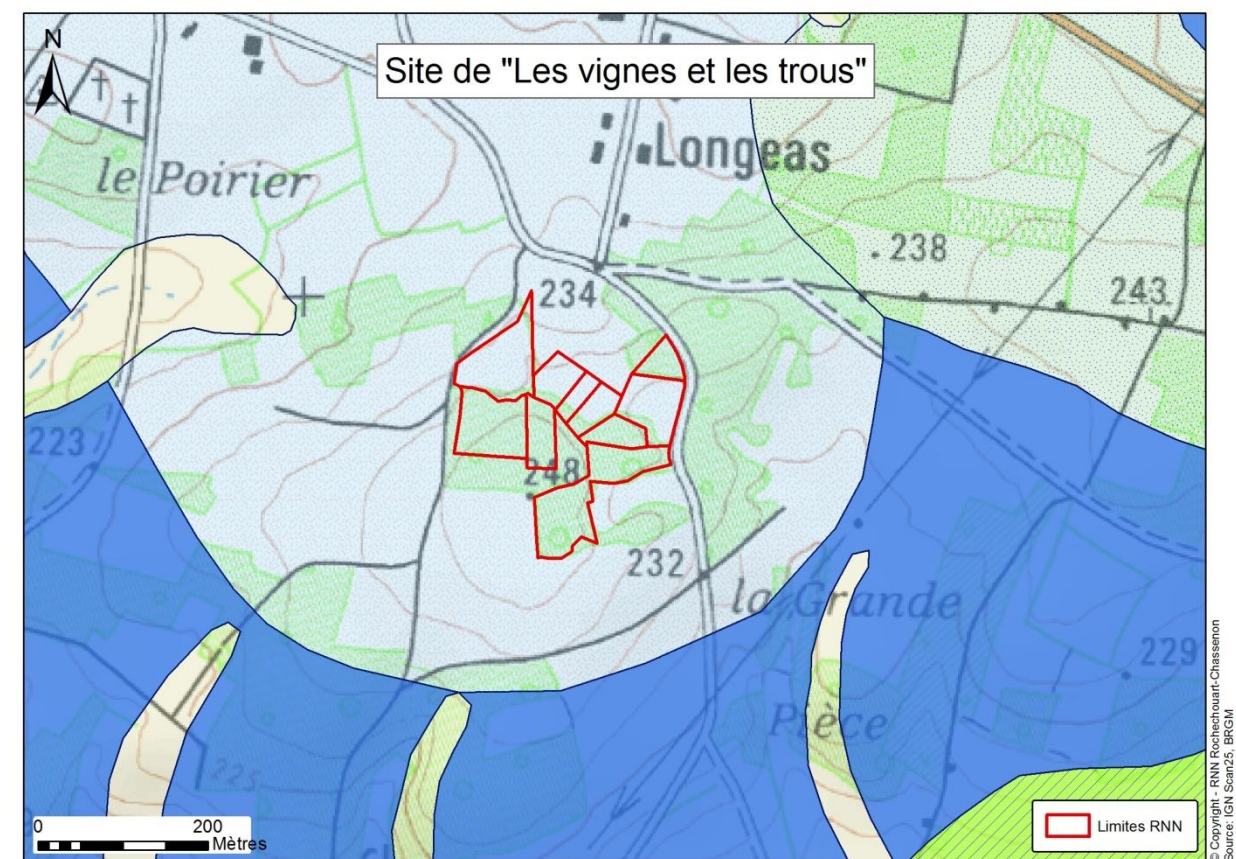 N
Site de "Les vignes et les trous"
Longeas
le Poirier
238
234
243
223
248
232
la Grande
229
Pièce
225
0 200
Mètres
Limites RNN
© Copyright - RNN Rochechouart-Chassenon
Source: IGN Scan25, BRGM